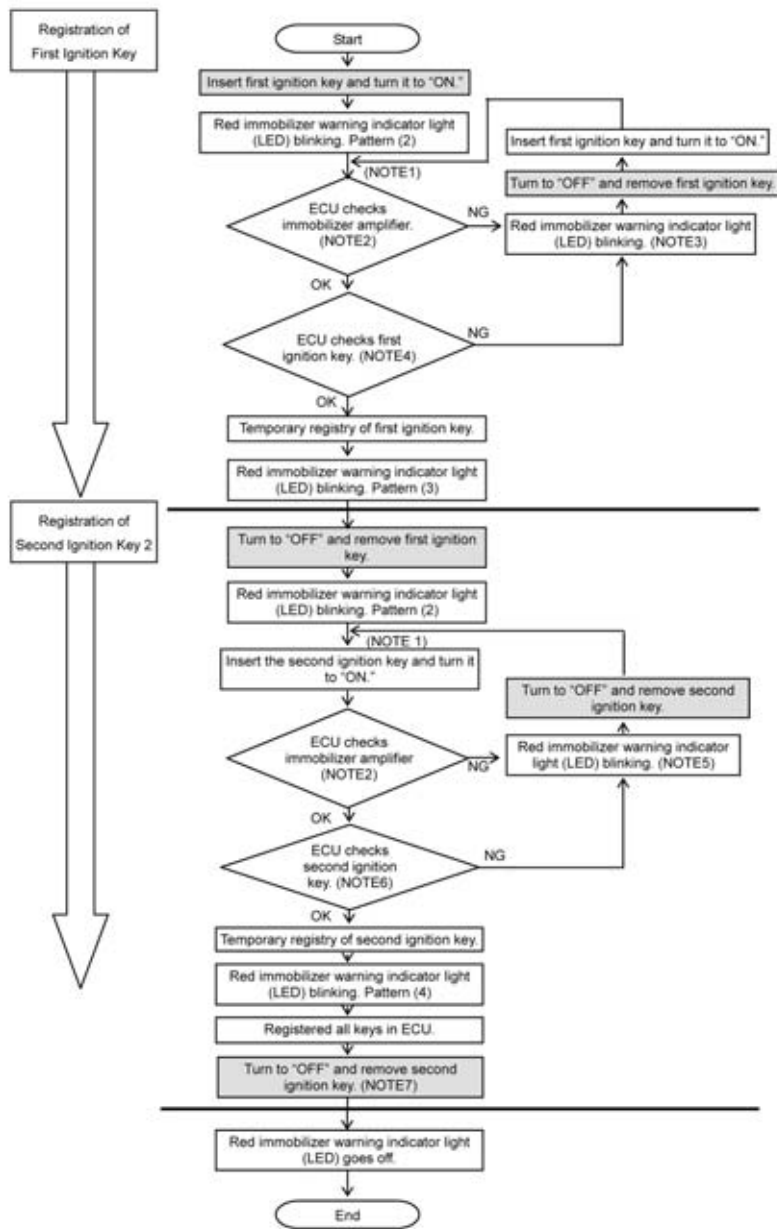 Registration of
First Ignition Key
Start
Insert first ignition key and turn it to “ON.”
Red immobilizer warning indicator light
(LED) blinking. Pattern (2)
Insert first ignition key and turn it to “ON.”
(NOTE1)
Turn to “OFF” and remove first ignition key.
ECU checks
immobilizer amplifier.
(NOTE2)
NG
Red immobilizer warning indicator light
(LED) blinking. (NOTE3)
OK
ECU checks first
ignition key. (NOTE4)
NG
OK
Temporary registry of first ignition key.
Red immobilizer warning indicator light
(LED) blinking. Pattern (3)
Registration of
Second Ignition Key 2
Turn to “OFF” and remove first ignition
key.
Red immobilizer warning indicator light
(LED) blinking. Pattern (2)
(NOTE 1)
Insert the second ignition key and turn it
to “ON.”
Turn to “OFF” and remove second
ignition key.
ECU checks
immobilizer amplifier
(NOTE2)
NG
Red immobilizer warning indicator
light (LED) blinking. (NOTE5)
OK
ECU checks
second ignition
key. (NOTE6)
NG
OK
Temporary registry of second ignition key.
Red immobilizer warning indicator light
(LED) blinking. Pattern (4)
Registered all keys in ECU.
Turn to “OFF” and remove second
ignition key. (NOTE7)
Red immobilizer warning indicator light
(LED) goes off.
End